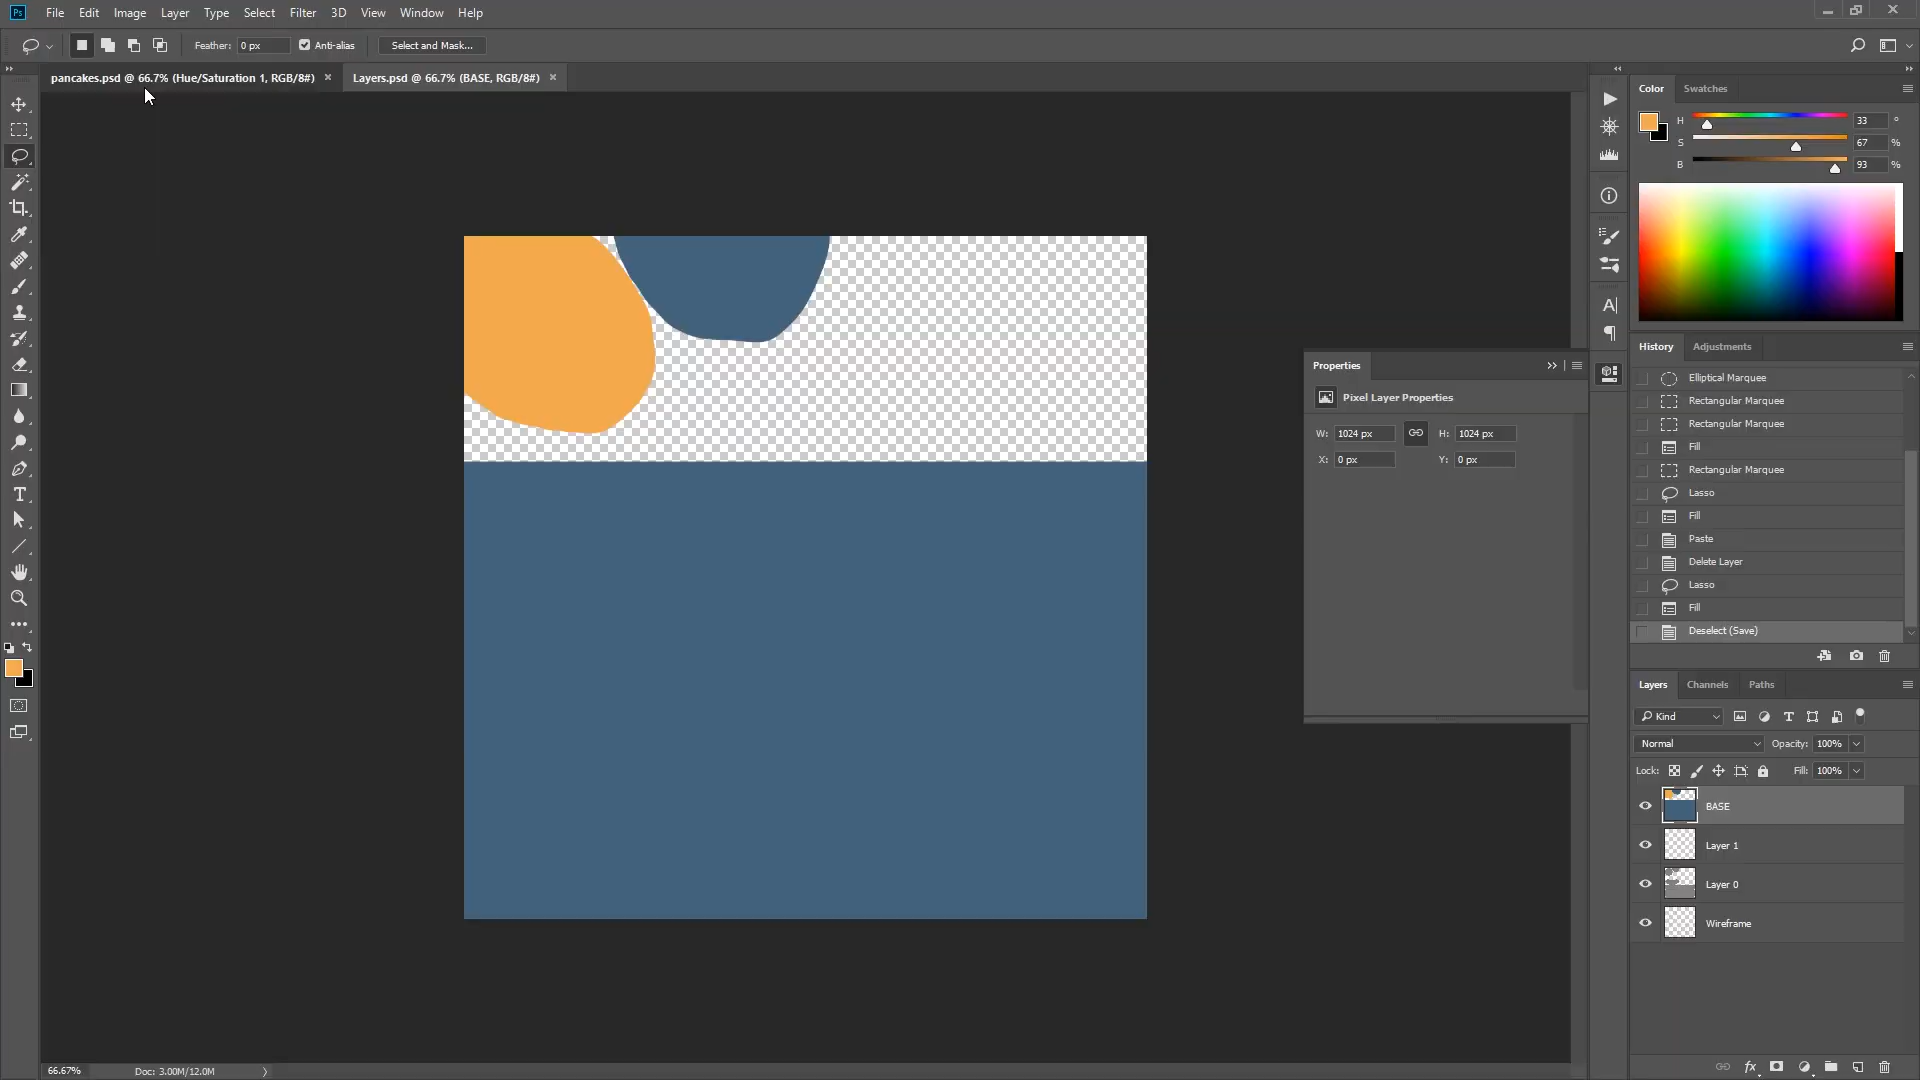 Ps File Edit Image Layer Type Select Filter 3D View Window Help
Feather: 0 px Anti-alias Select and Mask...
pancakes.psd @ 66.7% (Hue/Saturation 1, RGB/8#) × Layers.psd @ 66.7% (BASE, RGB/8#) ×
Color Swatches
H 33 °
S 67 %
B 93 %
History Adjustments
Elliptical Marquee
Rectangular Marquee
Rectangular Marquee
Fill
Rectangular Marquee
Lasso
Fill
Paste
Delete Layer
Lasso
Fill
Deselect (Save)
Properties
Pixel Layer Properties
W: 1024 px H: 1024 px
X: 0 px Y: 0 px
Layers Channels Paths
Kind
Normal Opacity: 100%
Lock: Fill: 100%
BASE
Layer 1
Layer 0
Wireframe
66.67% Doc: 3.00M/12.0M